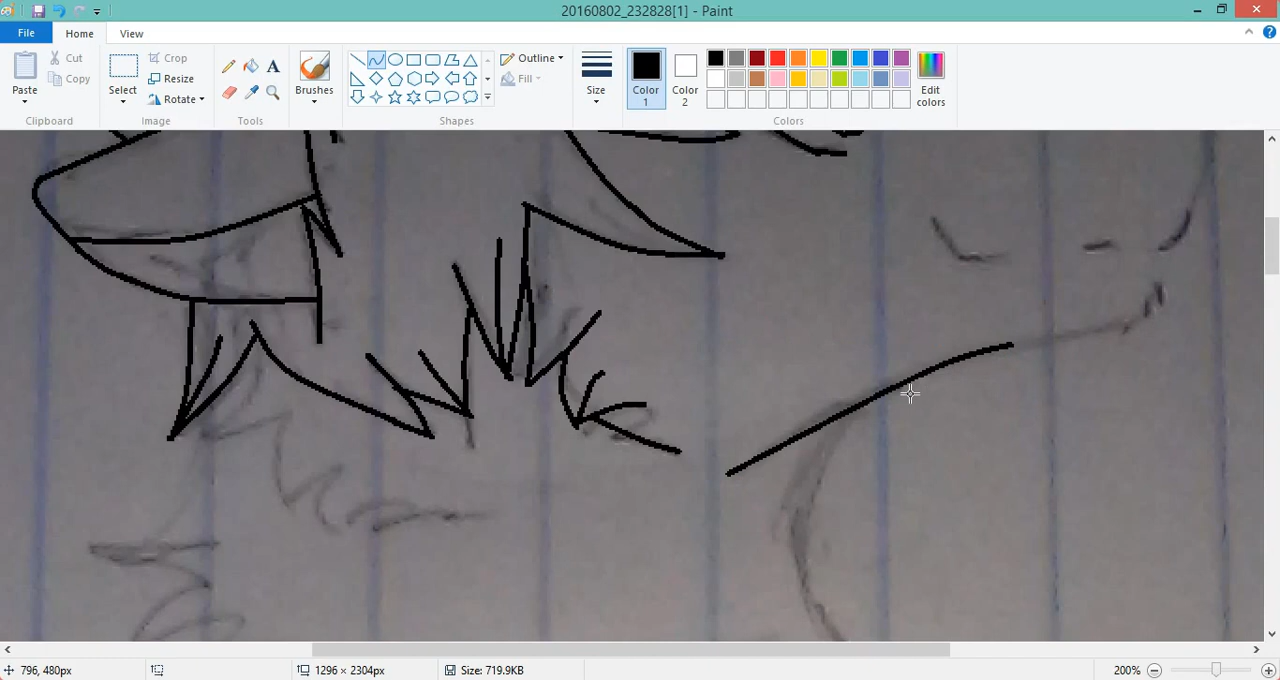 20160802_232828[1] - Paint
File
Home
View
Paste
Cut
Copy
Clipboard
Select
Crop
Resize
Rotate
Image
A
Tools
Brushes
Outline
Fill
Shapes
Size
Color
1
Color
2
Edit
colors
Colors
796, 480px
1296 × 2304px
Size: 719.9KB
200%